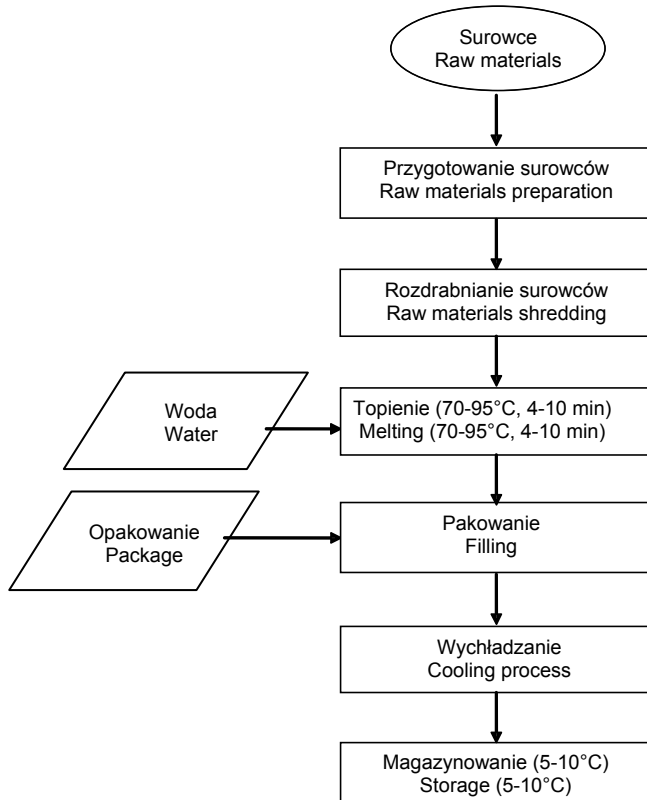 Surowce
Raw materials
Przygotowanie surowców
Raw materials preparation
Rozdrabnianie surowców
Raw materials shredding
Woda
Water
Topienie (70-95°C, 4-10 min)
Melting (70-95°C, 4-10 min)
Opakowanie
Package
Pakowanie
Filling
Wychładzanie
Cooling process
Magazynowanie (5-10°C)
Storage (5-10°C)